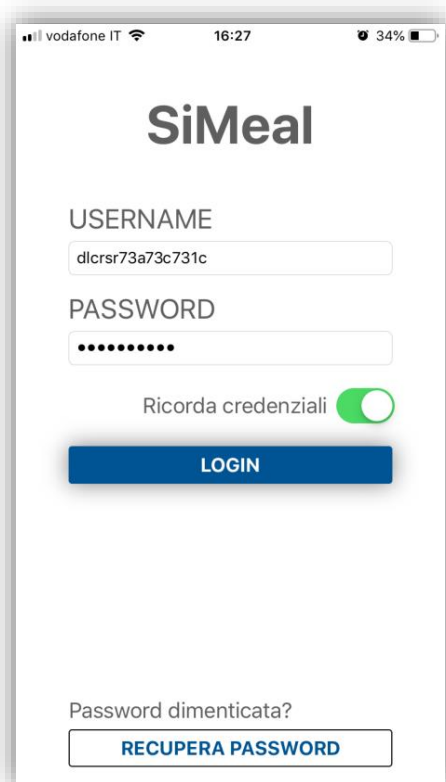 vodafone IT 16:27 34%
SiMeal
USERNAME
dlcrsr73a73c731c
PASSWORD
••••••••••
Ricorda credenziali
LOGIN
Password dimenticata?
RECUPERA PASSWORD